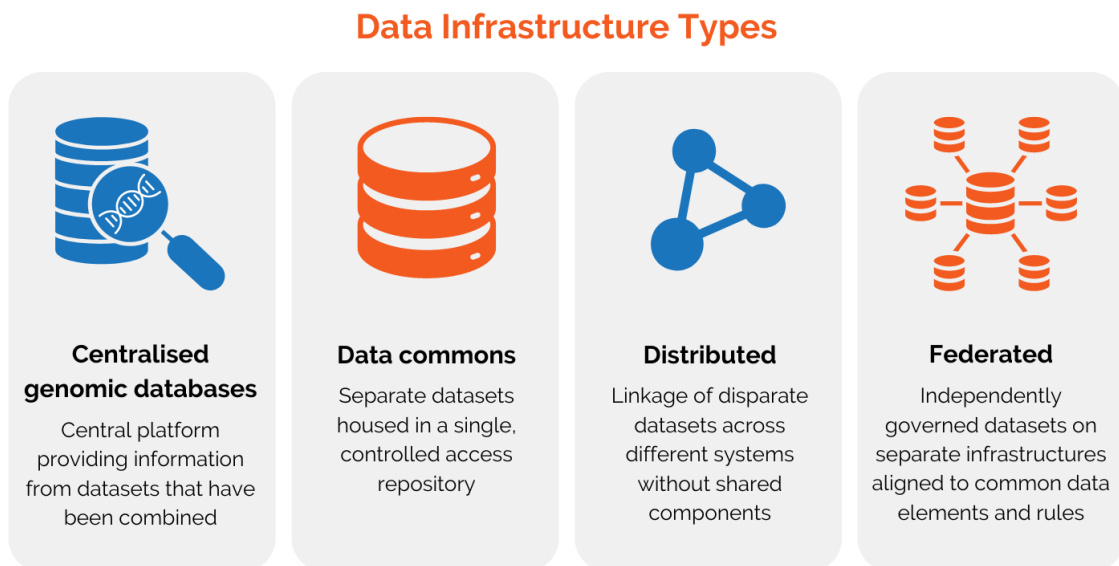 Data Infrastructure Types
Centralised
genomic databases
Central platform
providing information
from datasets that have
been combined
Data commons
Separate datasets
housed in a single,
controlled access
repository
Distributed
Linkage of disparate
datasets across
different systems
without shared
components
Federated
Independently
governed datasets on
separate infrastructures
aligned to common data
elements and rules